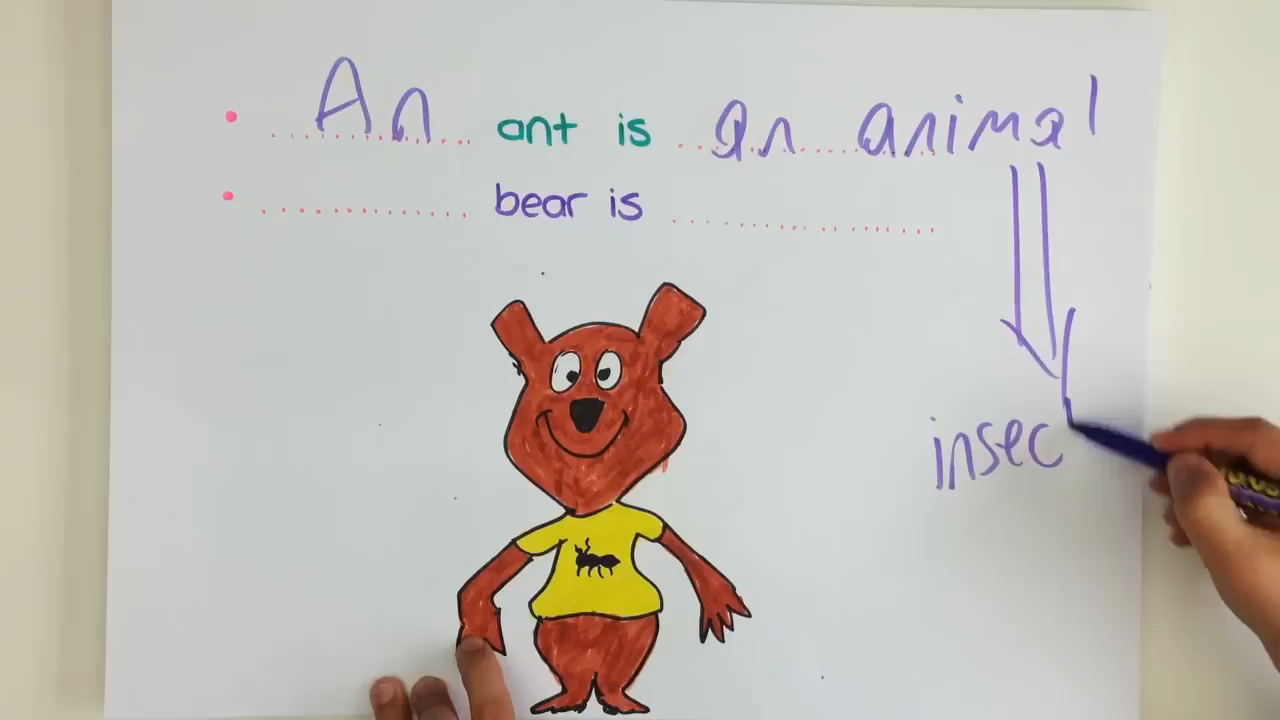 • An ant is an animal
• bear is
insec